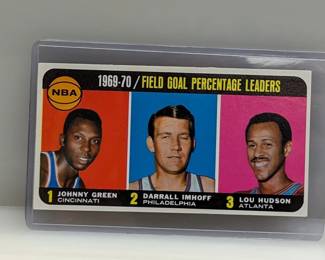 1969-70/FIELD GOAL PERCENTAGE LEADERS
NBA
1 JOHNNY GREEN
CINCINNATI
2 DARRALL IMHOFF
PHILADELPHIA
3 LOU HUDSON
ATLANTA